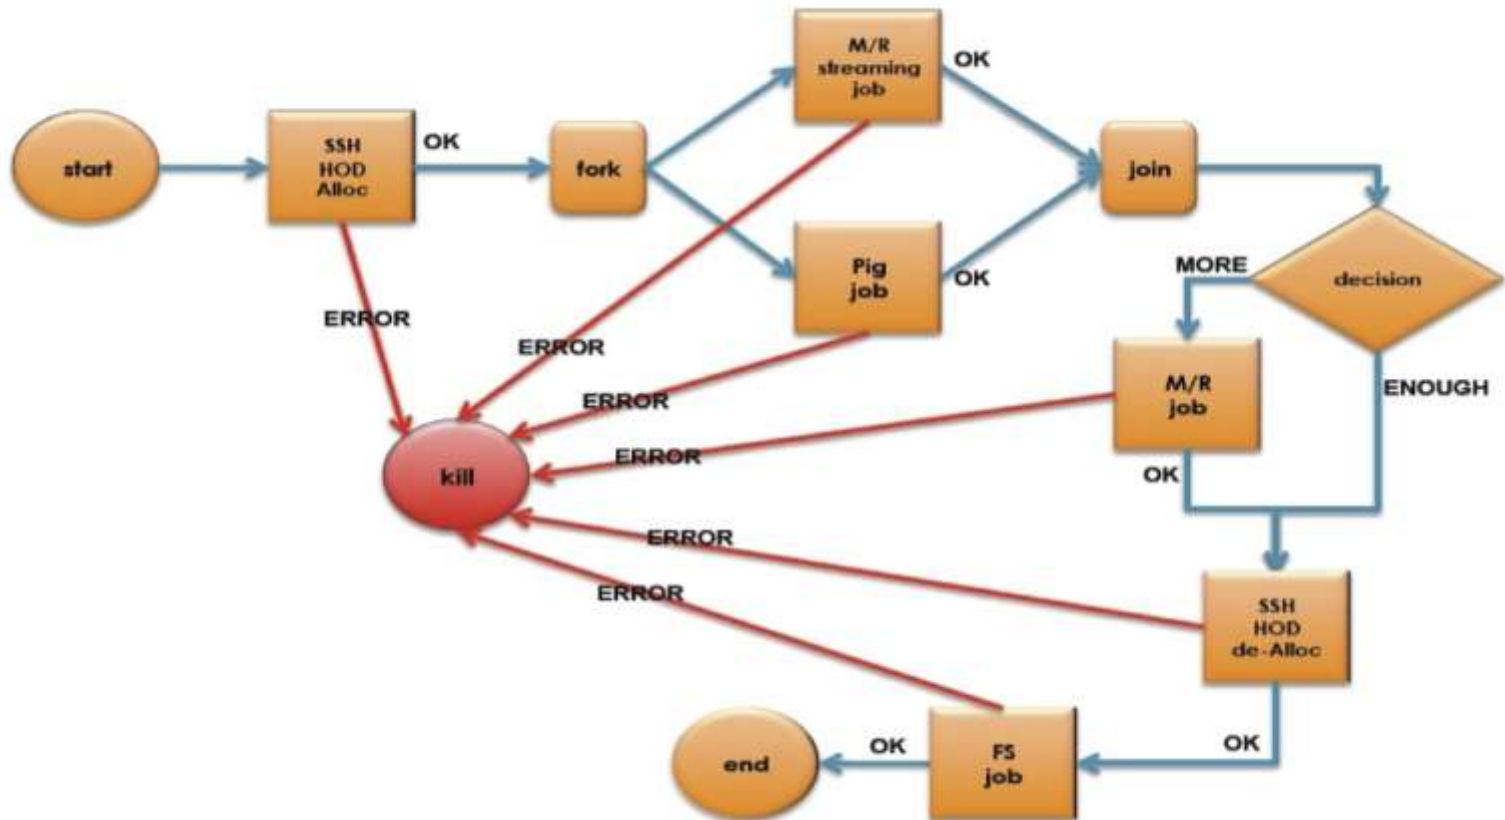 M/R
streaming
job
OK
start
SSH
HOD
Alloc
OK
fork
join
Pig
job
OK
MORE
decision
ERROR
ERROR
ERROR
M/R
job
ENOUGH
kill
ERROR
OK
ERROR
ERROR
SSH
HOD
de-Alloc
end
OK
FS
job
OK